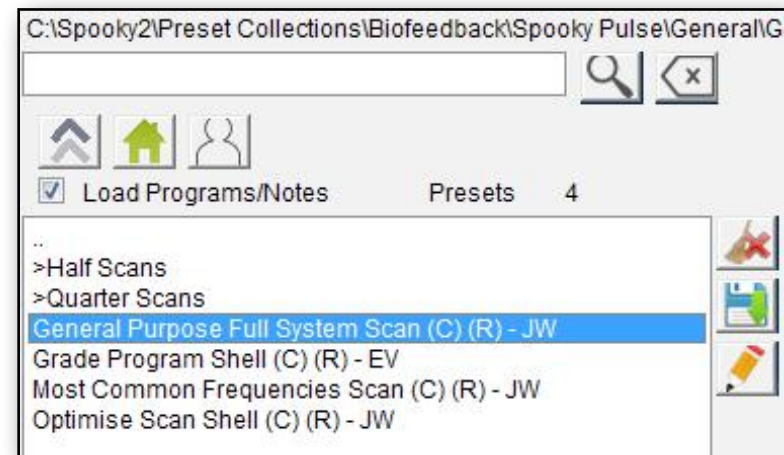 C:\Spooky2\Preset Collections\Biofeedback\Spooky Pulse\General\G
Load Programs/Notes Presets 4
..
>Half Scans
>Quarter Scans
General Purpose Full System Scan (C) (R) - JW
Grade Program Shell (C) (R) - EV
Most Common Frequencies Scan (C) (R) - JW
Optimise Scan Shell (C) (R) - JW